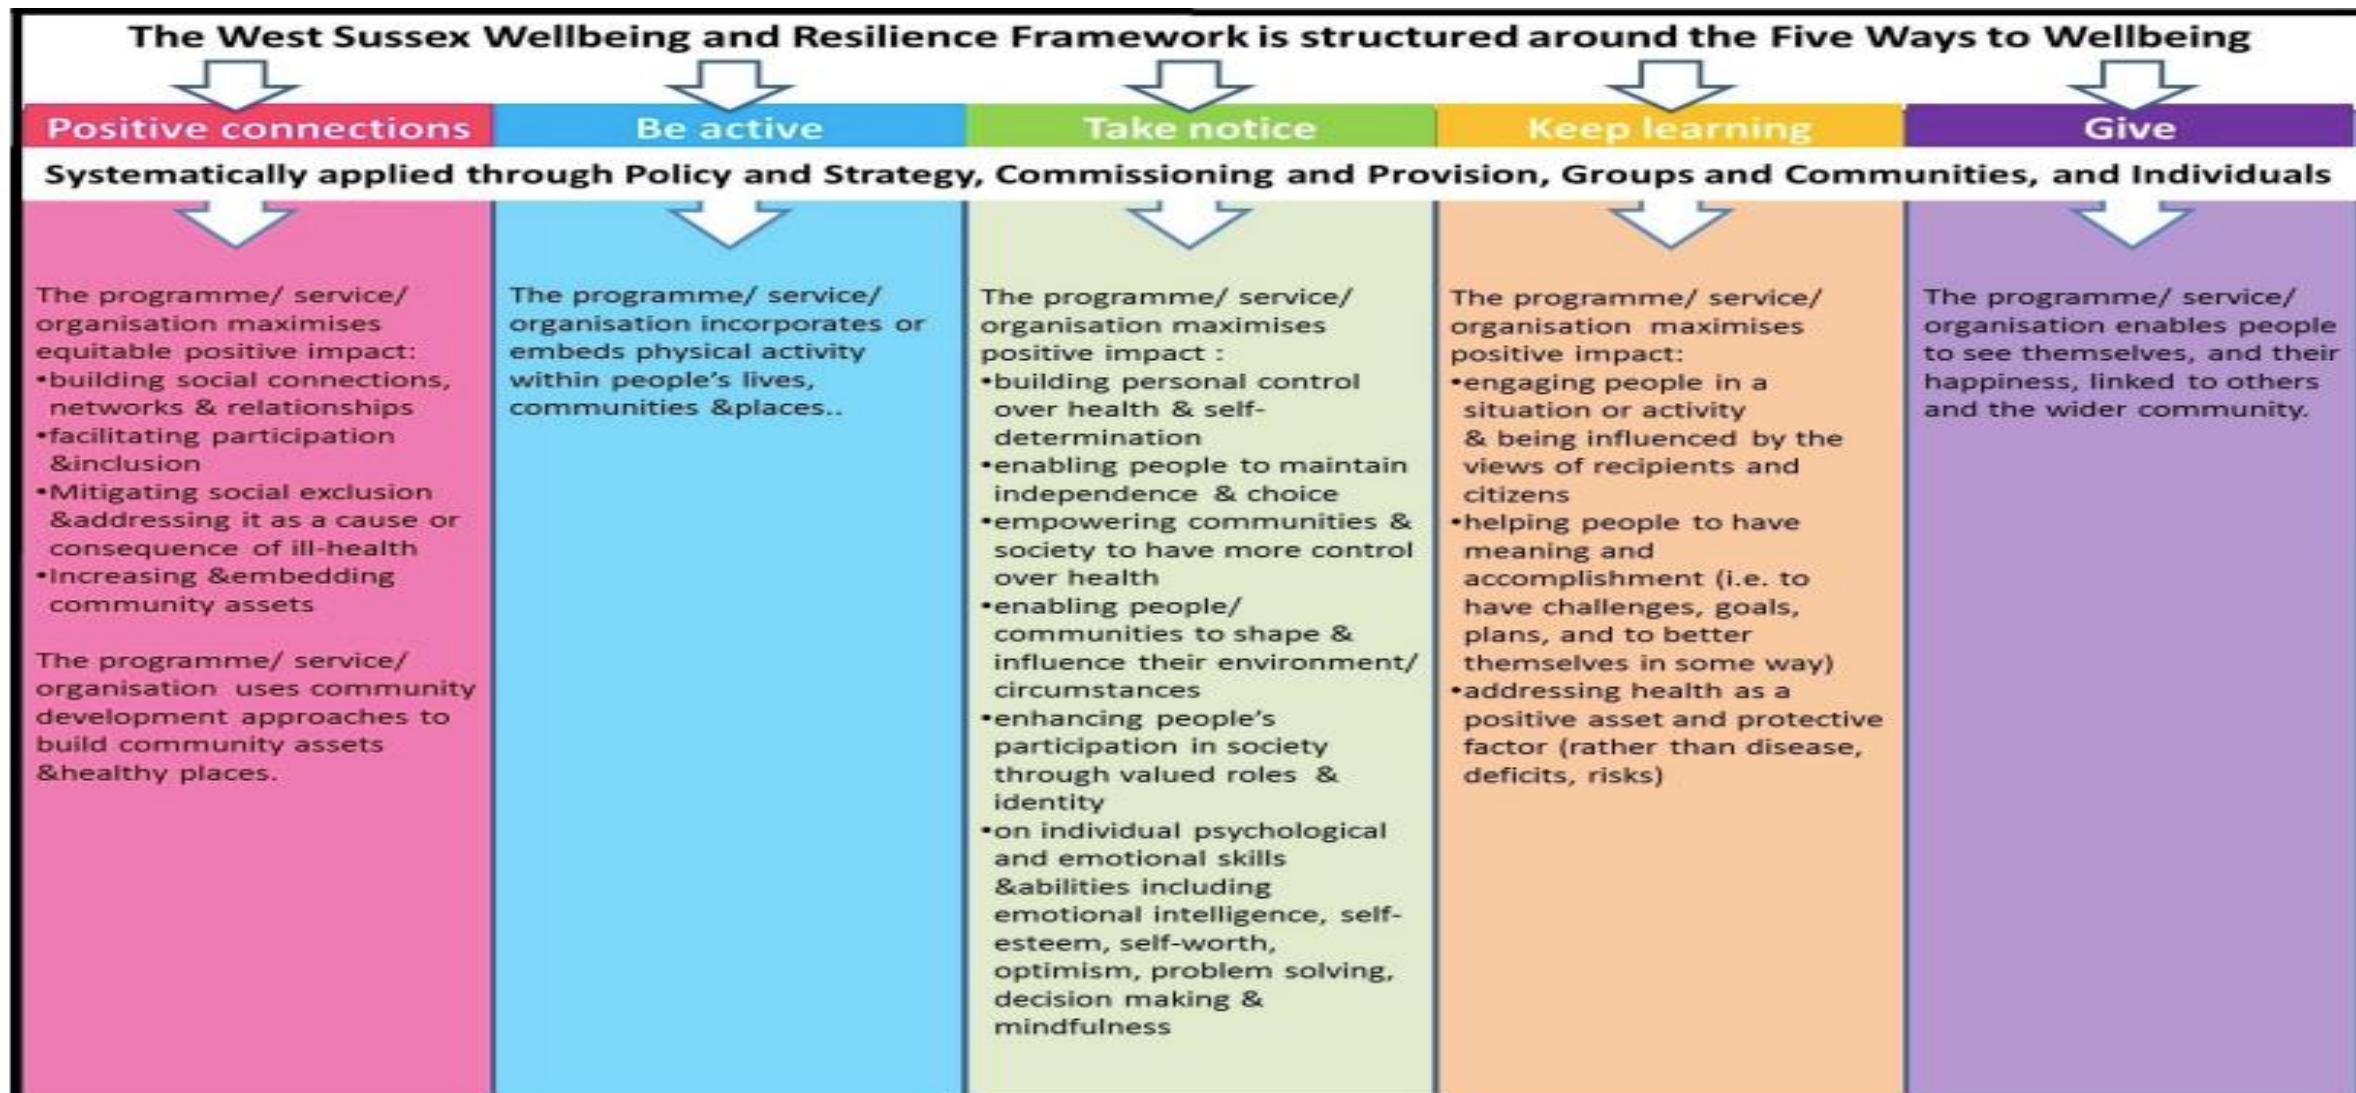 The West Sussex Wellbeing and Resilience Framework is structured around the Five Ways to Wellbeing
Positive connections
Be active
Take notice
Keep learning
Give
Systematically applied through Policy and Strategy, Commissioning and Provision, Groups and Communities, and Individuals
The programme/ service/
organisation maximises
equitable positive impact:
•building social connections,
networks & relationships
•facilitating participation
&inclusion
•Mitigating social exclusion
&addressing it as a cause or
consequence of ill-health
•Increasing &embedding
community assets
The programme/ service/
organisation uses community
development approaches to
build community assets
&healthy places.
The programme/ service/
organisation incorporates or
embeds physical activity
within people's lives,
communities &places..
The programme/ service/
organisation maximises
positive impact :
•building personal control
over health & self-
determination
•enabling people to maintain
independence & choice
•empowering communities &
society to have more control
over health
•enabling people/
communities to shape &
influence their environment/
circumstances
•enhancing people's
participation in society
through valued roles &
identity
•on individual psychological
and emotional skills
&abilities including
emotional intelligence, self-
esteem, self-worth,
optimism, problem solving,
decision making &
mindfulness
The programme/ service/
organisation maximises
positive impact:
•engaging people in a
situation or activity
& being influenced by the
views of recipients and
citizens
•helping people to have
meaning and
accomplishment (i.e. to
have challenges, goals,
plans, and to better
themselves in some way)
•addressing health as a
positive asset and protective
factor (rather than disease,
deficits, risks)
The programme/ service/
organisation enables people
to see themselves, and their
happiness, linked to others
and the wider community.